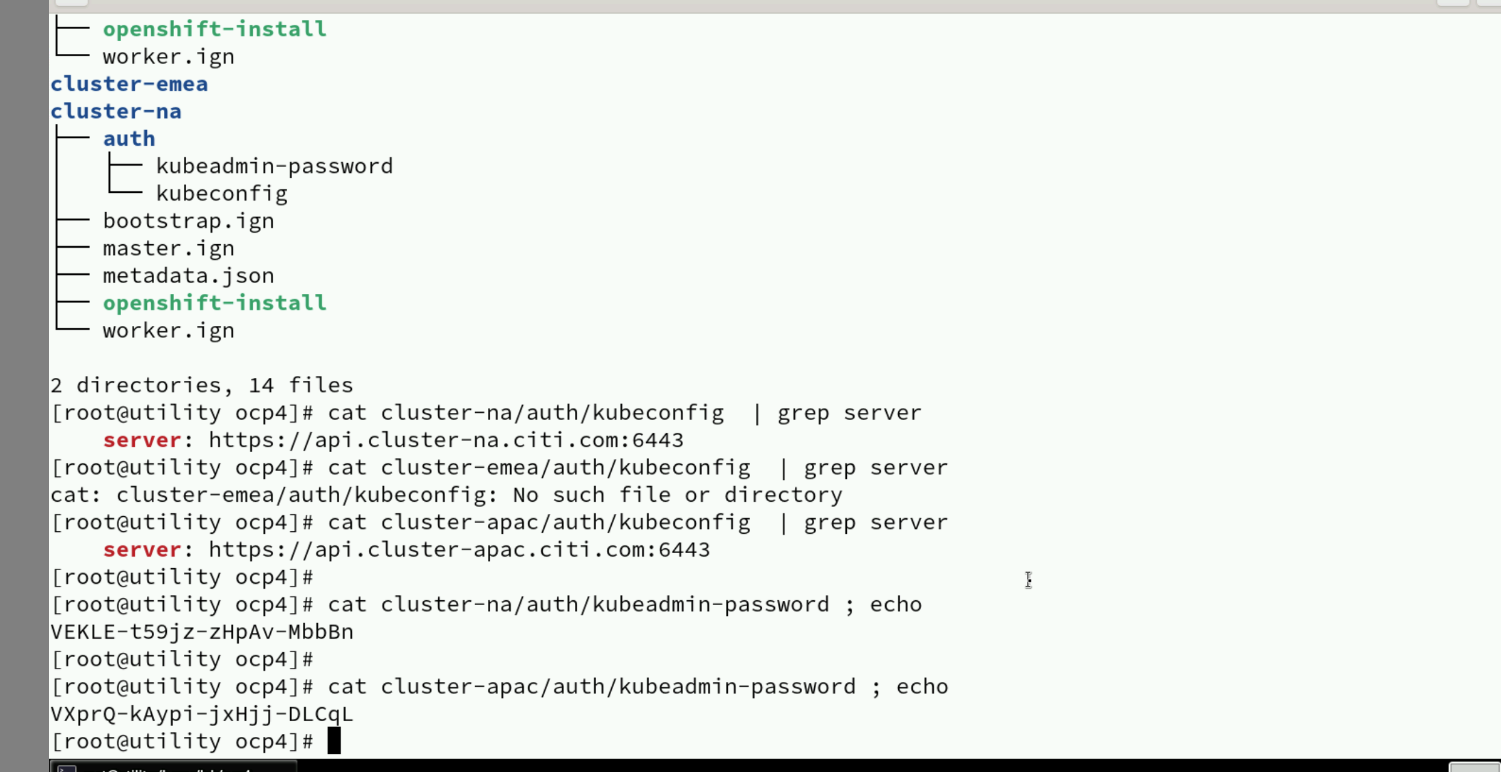 ├── openshift-install
└── worker.ign
cluster-emea
cluster-na
├── auth
│   ├── kubeadmin-password
│   └── kubeconfig
├── bootstrap.ign
├── master.ign
├── metadata.json
├── openshift-install
└── worker.ign

2 directories, 14 files
[root@utility ocp4]# cat cluster-na/auth/kubeconfig  | grep server
    server: https://api.cluster-na.citi.com:6443
[root@utility ocp4]# cat cluster-emea/auth/kubeconfig  | grep server
cat: cluster-emea/auth/kubeconfig: No such file or directory
[root@utility ocp4]# cat cluster-apac/auth/kubeconfig  | grep server
    server: https://api.cluster-apac.citi.com:6443
[root@utility ocp4]#
[root@utility ocp4]# cat cluster-na/auth/kubeadmin-password ; echo
VEKLE-t59jz-zHpAv-MbbBn
[root@utility ocp4]#
[root@utility ocp4]# cat cluster-apac/auth/kubeadmin-password ; echo
VXprQ-kAypi-jxHjj-DLCqL
[root@utility ocp4]#